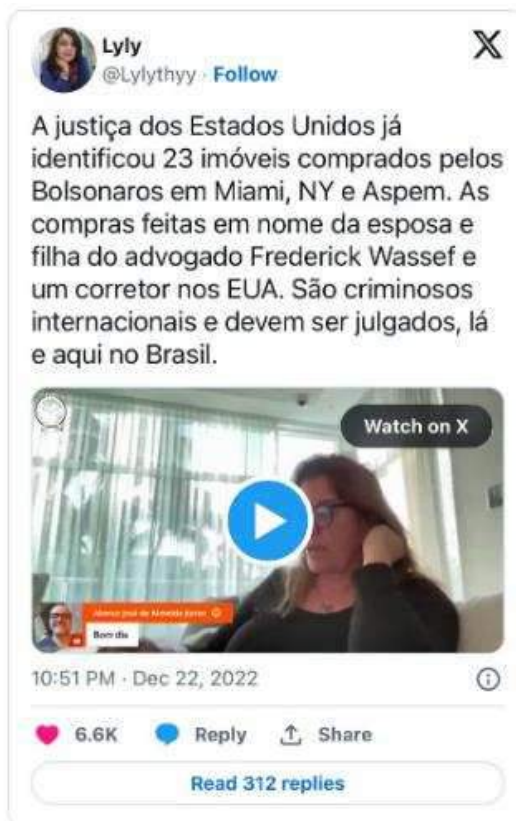 Lyly
@Lylythyy · Follow
A justiça dos Estados Unidos já
identificou 23 imóveis comprados pelos
Bolsonaros em Miami, NY e Aspem. As
compras feitas em nome da esposa e
filha do advogado Frederick Wassef e
um corretor nos EUA. São criminosos
internacionais e devem ser julgados, lá
e aqui no Brasil.
Watch on X
José de Almeida
Bom dia
10:51 PM · Dec 22, 2022
6.6K Reply Share
Read 312 replies